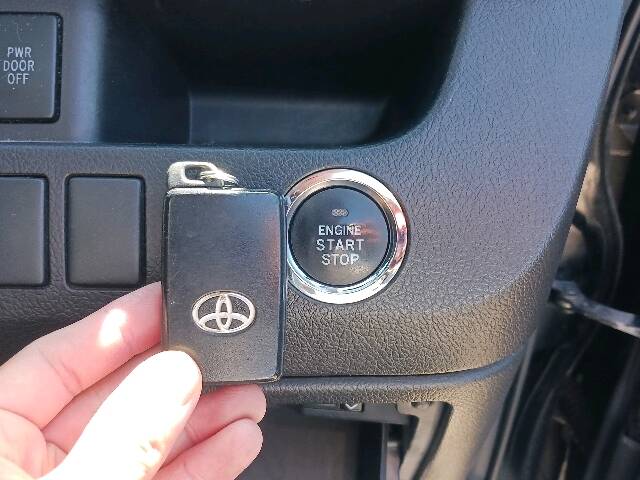 PWR
DOOR
OFF
ENGINE
START
STOP